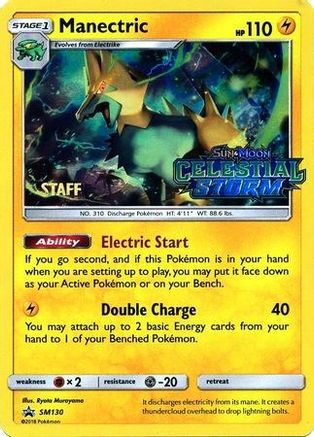 STAGE1 Manectric HP110
Evolves from Electrike
SUN & MOON
CELESTIAL
STORM
STAFF
NO. 310 Discharge Pokémon HT: 4'11" WT: 88.6 lbs.
Ability Electric Start
If you go second, and if this Pokémon is in your hand
when you are setting up to play, you may put it face down
as your Active Pokémon or on your Bench.
Double Charge 40
You may attach up to 2 basic Energy cards from your
hand to 1 of your Benched Pokémon.
weakness ×2 resistance -20 retreat
Illus. Ryota Murayama
PROMO SM130
©2018 Pokémon
It discharges electricity from its mane. It creates a
thundercloud overhead to drop lightning bolts.